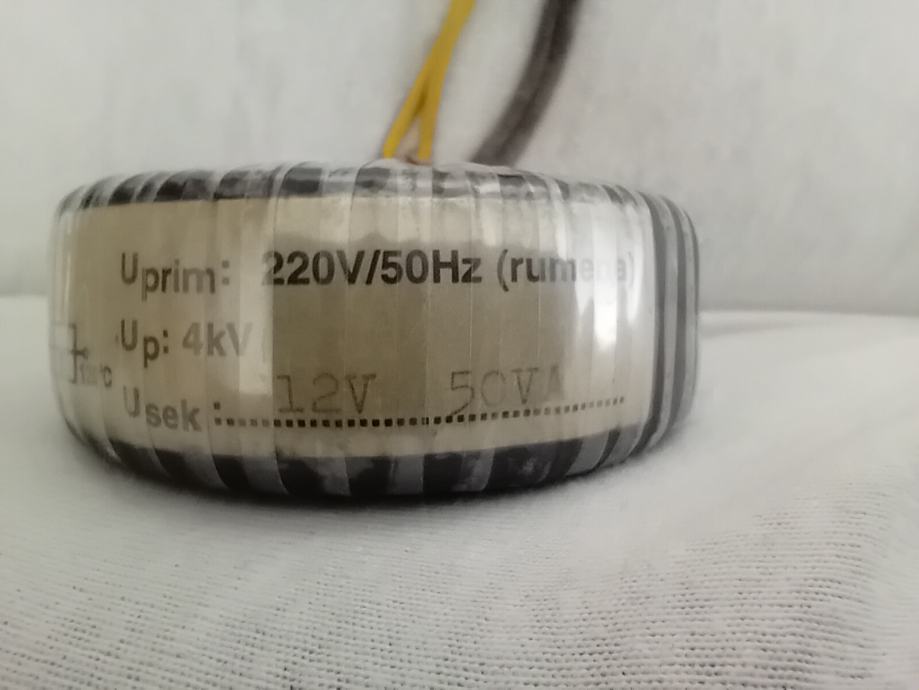 Uprim: 220V/50Hz (rumena)
Up: 4kV
Usek: 12V 50VA